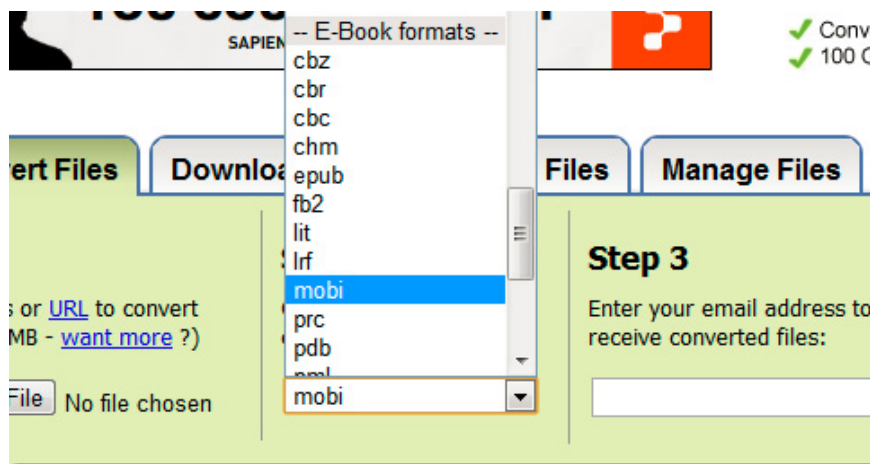 -- E-Book formats --
cbz
cbr
cbc
chm
epub
fb2
lit
lrf
mobi
prc
pdb
mobi
SAPIEN
Conv
100
ert Files
Downlo
Files
Manage Files
or URL to convert
MB - want more ?)
File No file chosen
Step 3
Enter your email address to
receive converted files: